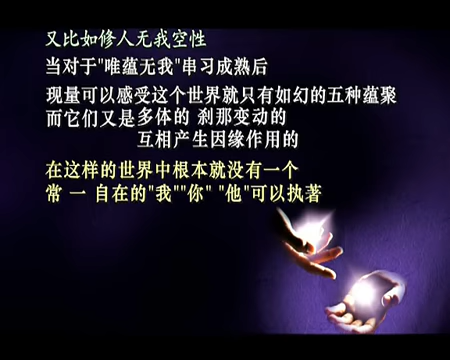 又比如修人无我空性
当对于"唯蕴无我"串习成熟后
现量可以感受这个世界就只有如幻的五种蕴聚
而它们又是多体的 刹那变动的
互相产生因缘作用的
在这样的世界中根本就没有一个
常 一 自在的"我""你" "他"可以执著